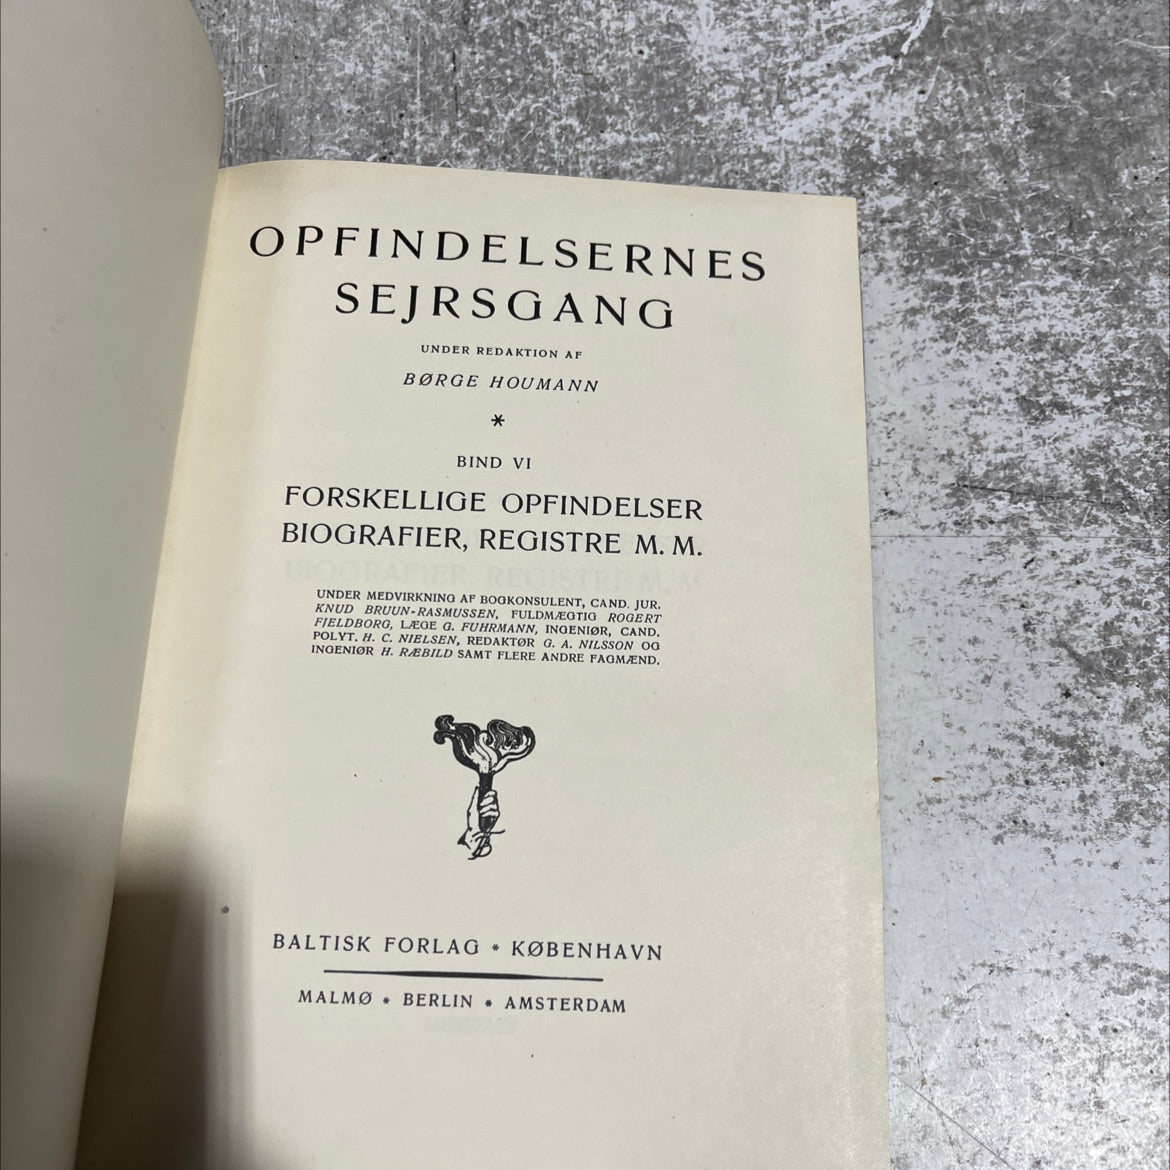 OPFINDELSERNES
SEJRSGANG
UNDER REDAKTION AF
BØRGE HOUMANN
*
BIND VI
FORSKELLIGE OPFINDELSER
BIOGRAFIER, REGISTRE M. M.
UNDER MEDVIRKNING AF BOGKONSULENT, CAND. JUR.
KNUD BRUUN-RASMUSSEN, FULDMÆGTIG ROGERT
FJELDBORG, LÆGE G. FUHRMANN, INGENIØR, CAND.
POLYT. H. C. NIELSEN, REDAKTØR G. A. NILSSON OG
INGENIØR H. RÆBILD SAMT FLERE ANDRE FAGMÆND.
BALTISK FORLAG * KØBENHAVN
MALMØ * BERLIN * AMSTERDAM